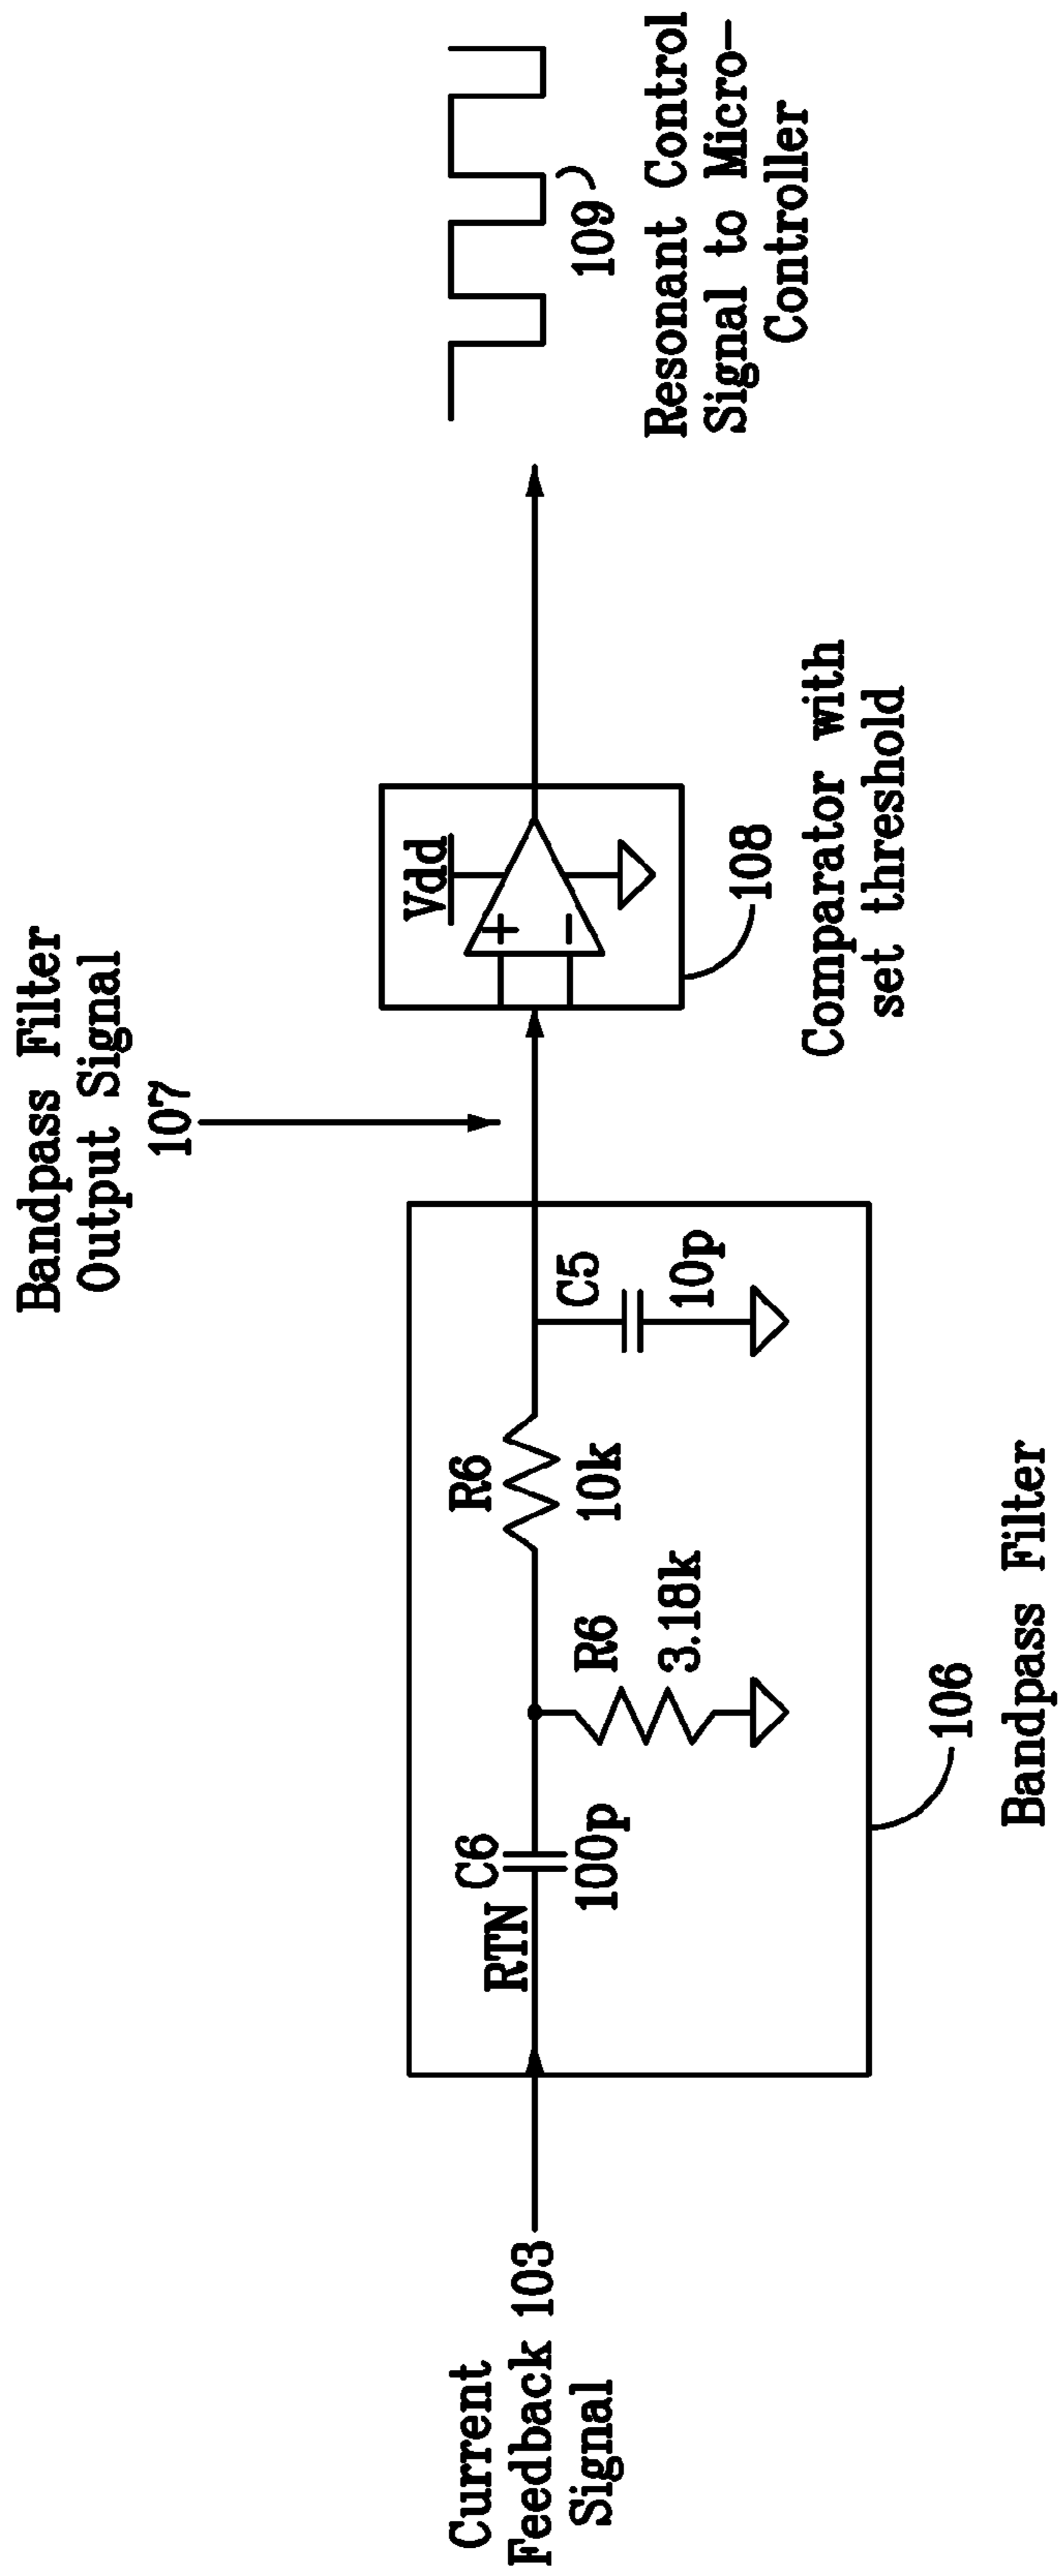 Bandpass Filter
Output Signal
107
Current
Feedback 103
Signal
RTN
C6
100p
R6
3.18k
R6
10k
C5
10p
106
Bandpass Filter
Vdd
+
−
108
Comparator with
set threshold
109
Resonant Control
Signal to Micro–
Controller